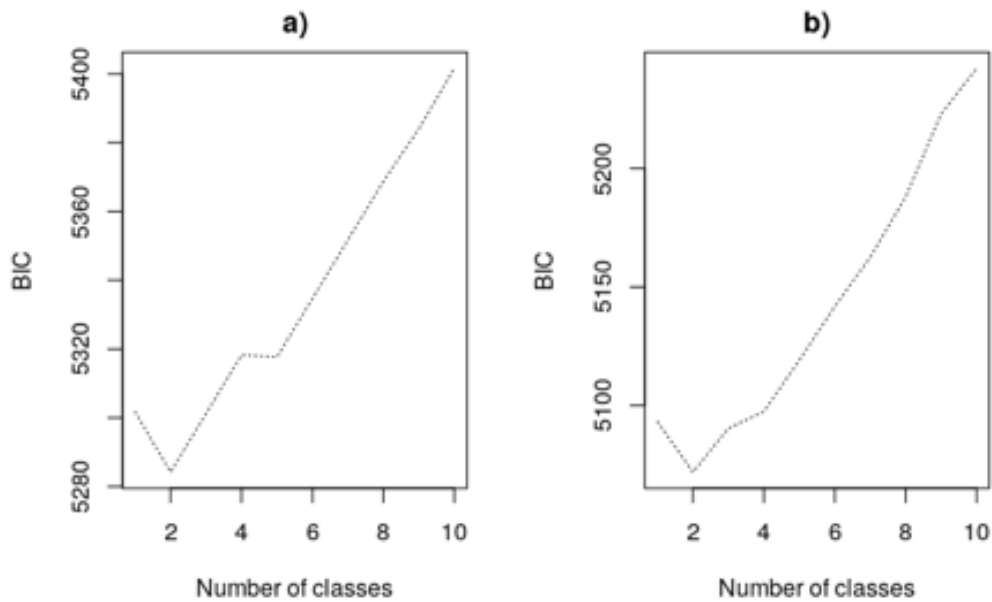 a)
BIC
5400
5360
5320
5280
2 4 6 8 10
Number of classes
b)
BIC
5200
5150
5100
2 4 6 8 10
Number of classes